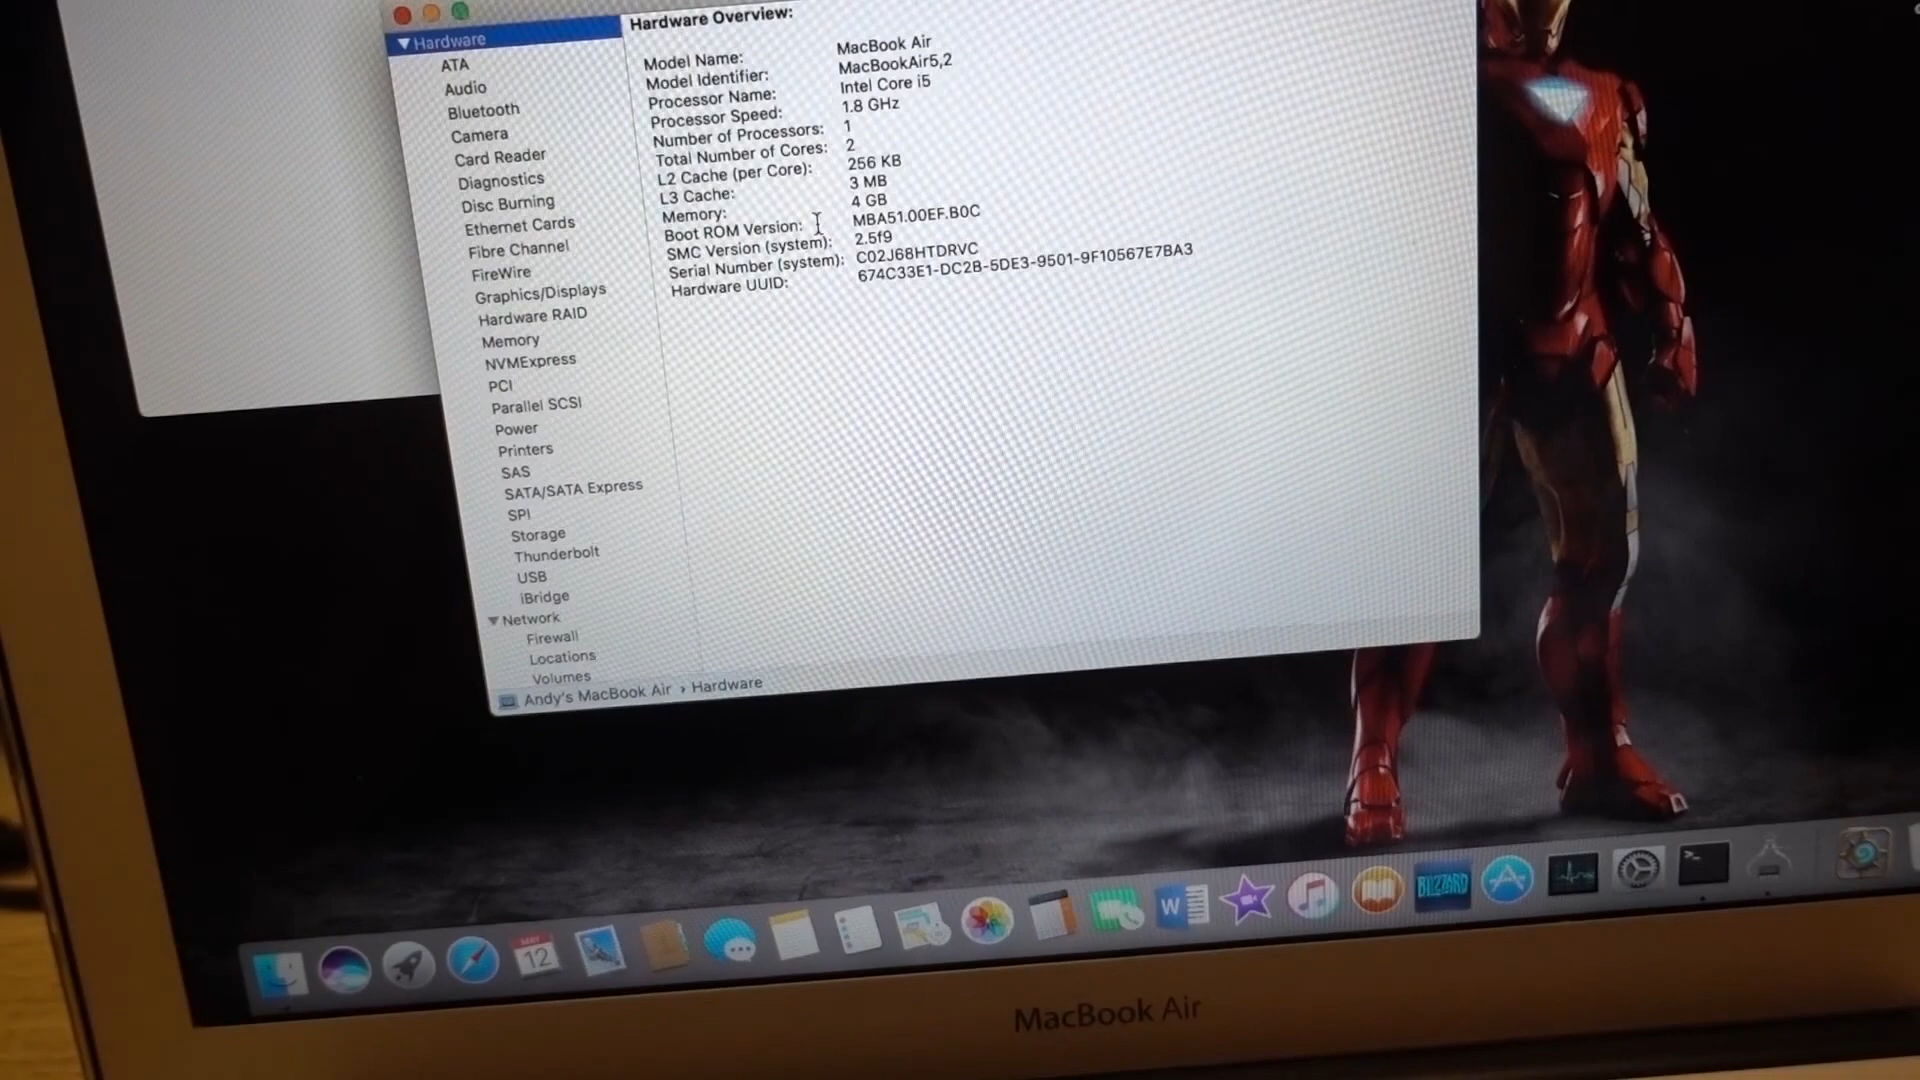 Hardware Overview:
Model Name: MacBook Air
Model Identifier: MacBookAir5,2
Processor Name: Intel Core i5
Processor Speed: 1.8 GHz
Number of Processors: 1
Total Number of Cores: 2
L2 Cache (per Core): 256 KB
L3 Cache: 3 MB
Memory: 4 GB
Boot ROM Version: MBA51.00EF.B0C
SMC Version (system): 2.5f9
Serial Number (system): C02J68HTDRVC
Hardware UUID: 674C33E1-DC2B-5DE3-9501-9F10567E7BA3
Hardware
ATA
Audio
Bluetooth
Camera
Card Reader
Diagnostics
Disc Burning
Ethernet Cards
Fibre Channel
FireWire
Graphics/Displays
Hardware RAID
Memory
NVMExpress
PCI
Parallel SCSI
Power
Printers
SAS
SATA/SATA Express
SPI
Storage
Thunderbolt
USB
iBridge
Network
Firewall
Locations
Volumes
Andy's MacBook Air › Hardware
MAY
12
W
BLIZZARD
MacBook Air